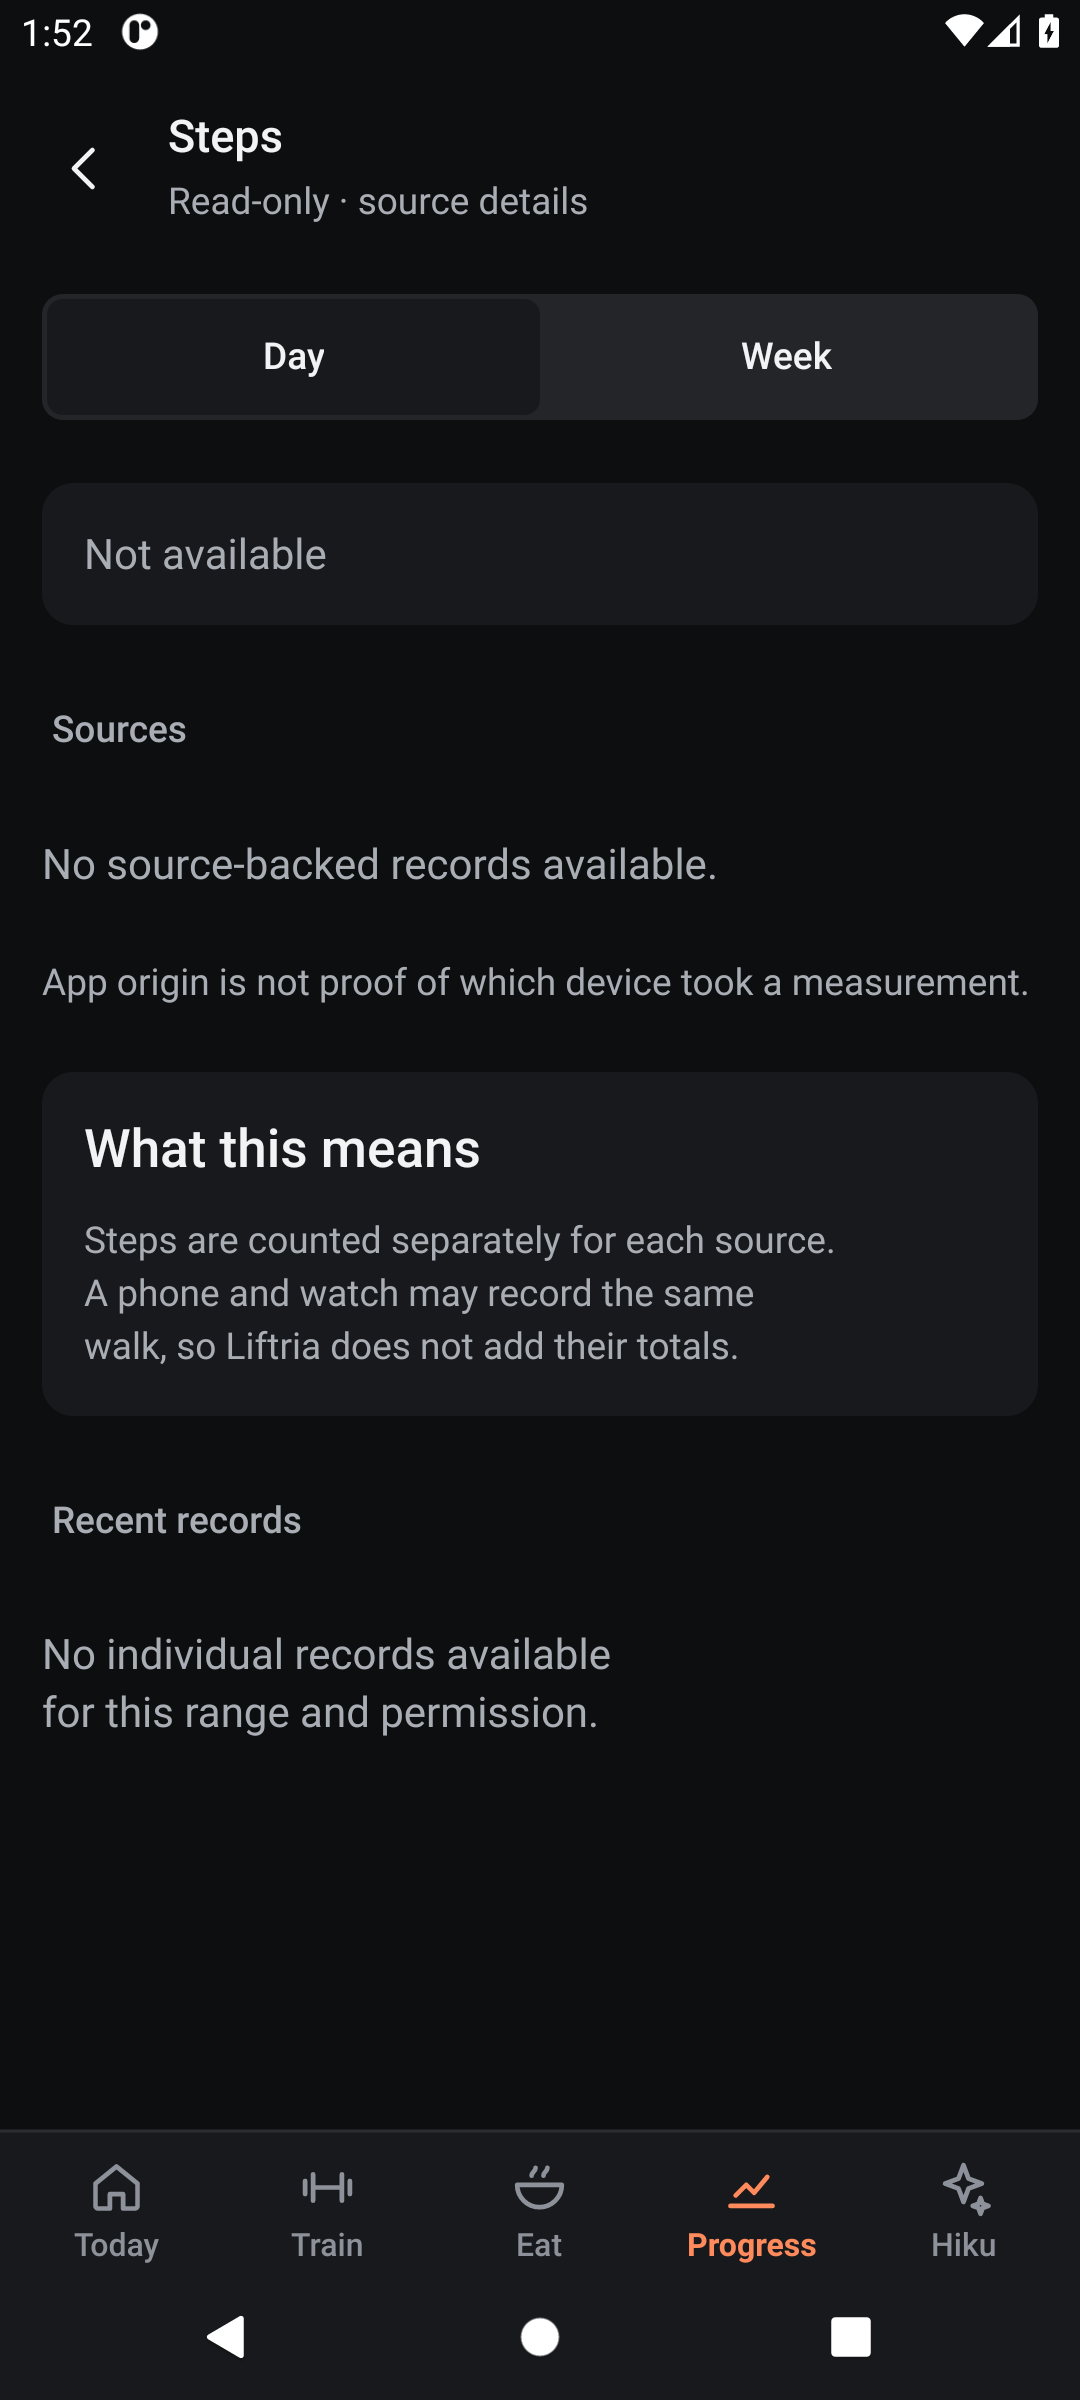 1:52
Steps
Read-only · source details
Day
Week
Not available
Sources
No source-backed records available.
App origin is not proof of which device took a measurement.
What this means
Steps are counted separately for each source.
A phone and watch may record the same
walk, so Liftria does not add their totals.
Recent records
No individual records available
for this range and permission.
Today
Train
Eat
Progress
Hiku